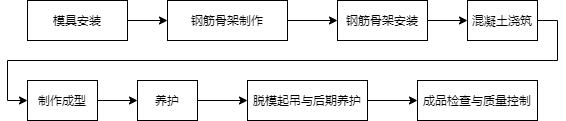 模具安装
钢筋骨架制作
钢筋骨架安装
混凝土浇筑
制作成型
养护
脱模起吊与后期养护
成品检查与质量控制